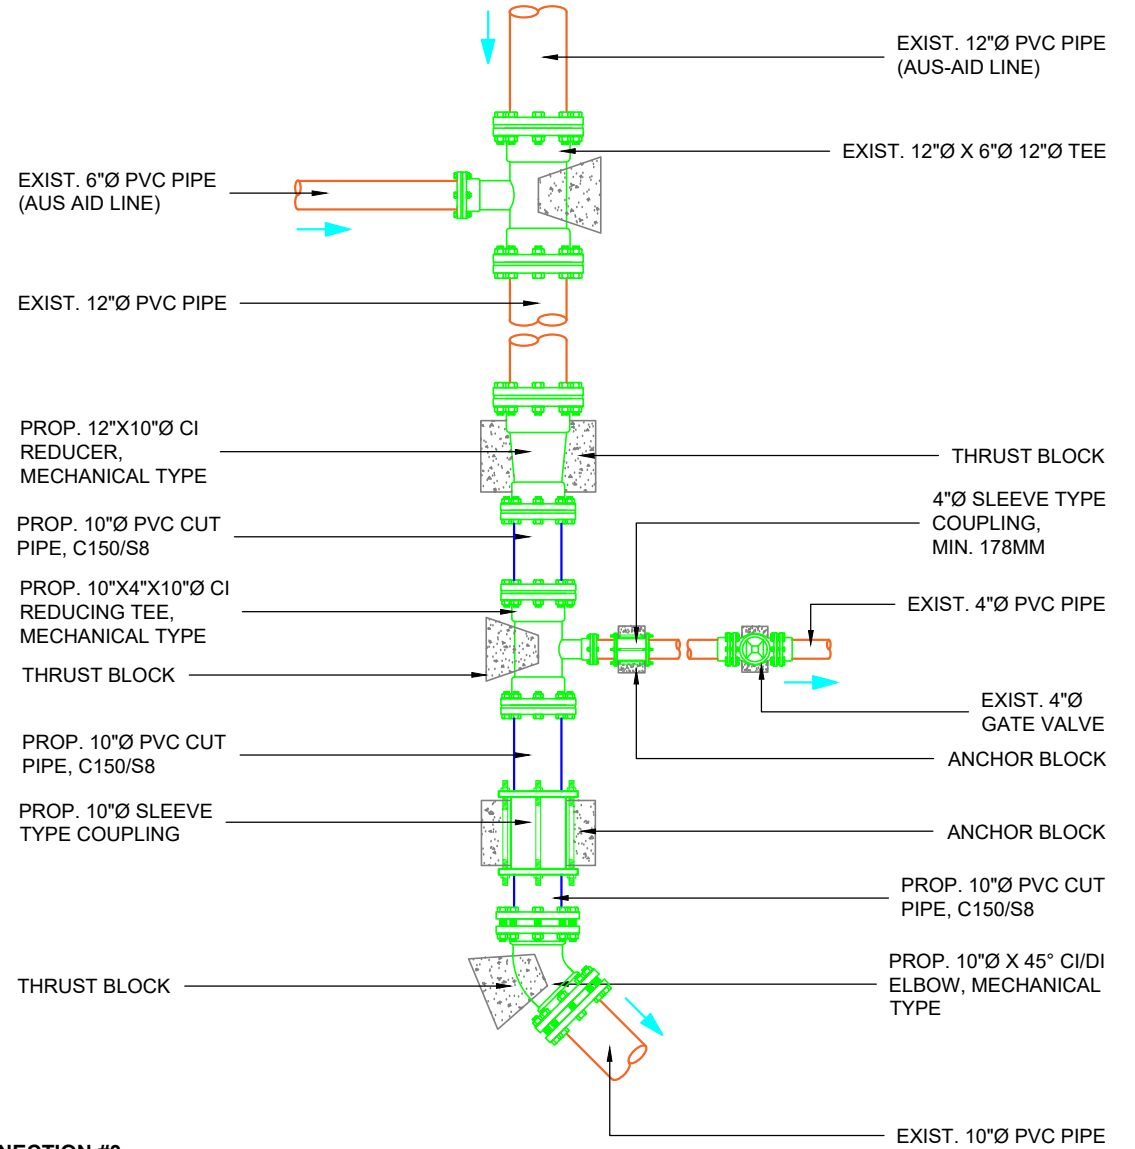 EXIST. 12"Ø PVC PIPE
(AUS-AID LINE)
EXIST. 12"Ø X 6"Ø 12"Ø TEE
EXIST. 6"Ø PVC PIPE
(AUS AID LINE)
EXIST. 12"Ø PVC PIPE
PROP. 12"X10"Ø CI
REDUCER,
MECHANICAL TYPE
THRUST BLOCK
4"Ø SLEEVE TYPE
COUPLING,
MIN. 178MM
PROP. 10"Ø PVC CUT
PIPE, C150/S8
PROP. 10"X4"X10"Ø CI
REDUCING TEE,
MECHANICAL TYPE
EXIST. 4"Ø PVC PIPE
THRUST BLOCK
EXIST. 4"Ø
GATE VALVE
PROP. 10"Ø PVC CUT
PIPE, C150/S8
ANCHOR BLOCK
PROP. 10"Ø SLEEVE
TYPE COUPLING
ANCHOR BLOCK
PROP. 10"Ø PVC CUT
PIPE, C150/S8
THRUST BLOCK
PROP. 10"Ø X 45° CI/DI
ELBOW, MECHANICAL
TYPE
EXIST. 10"Ø PVC PIPE